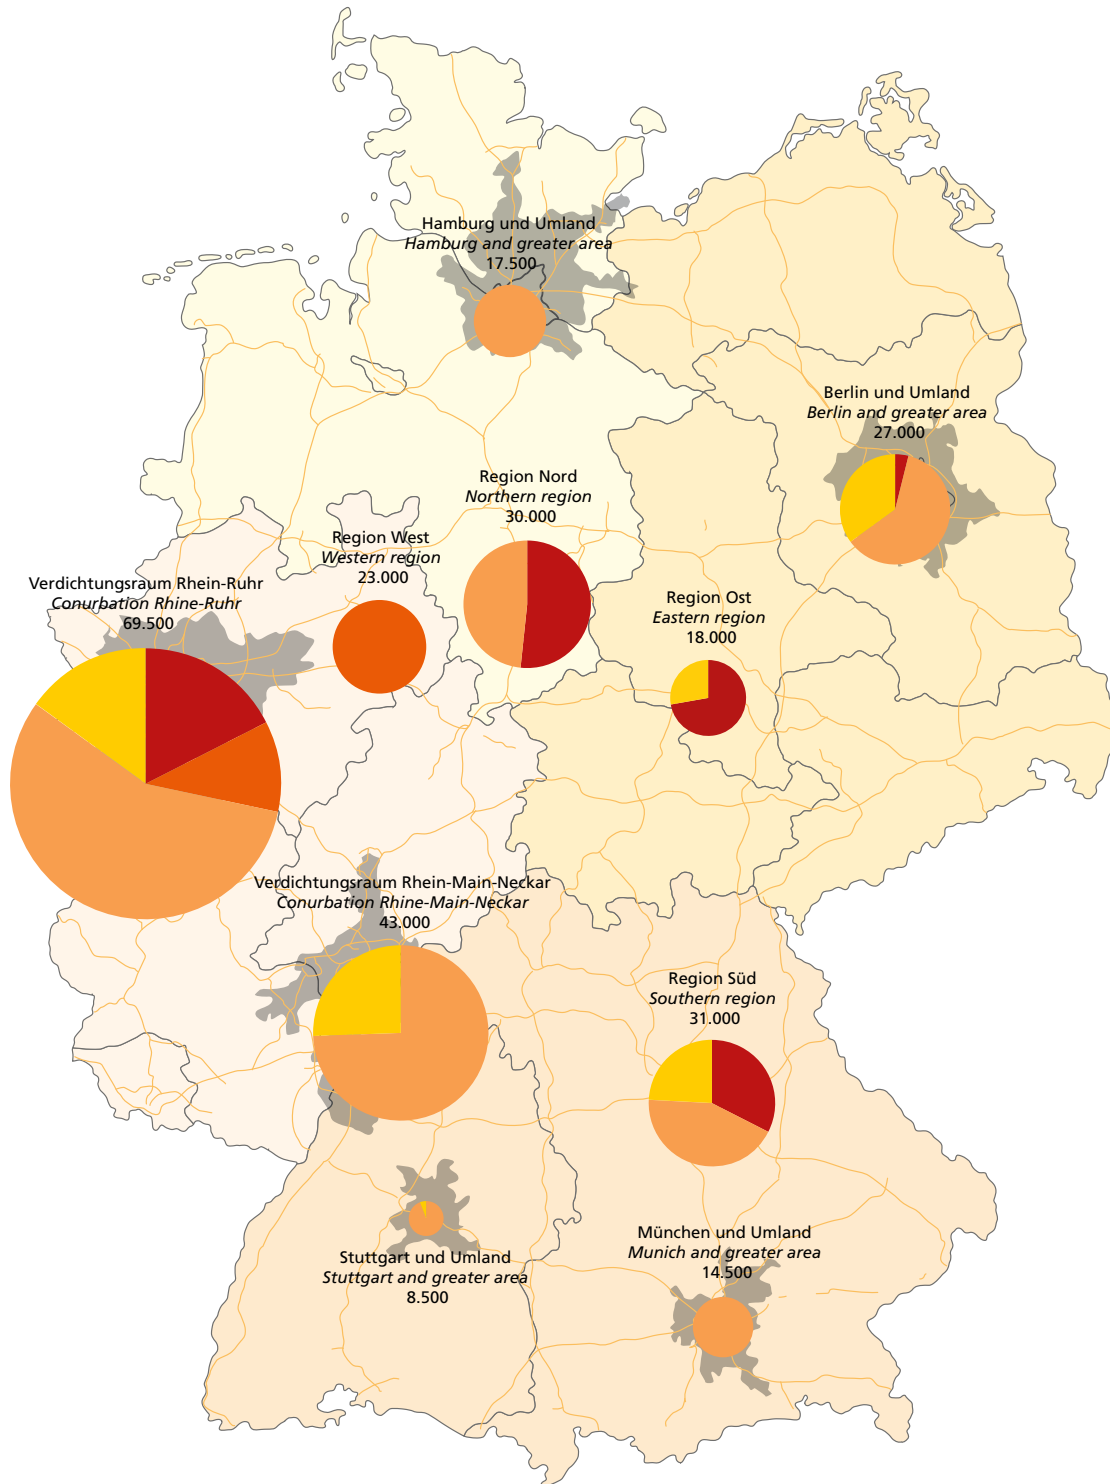 Hamburg und Umland
Hamburg and greater area
17.500
Berlin und Umland
Berlin and greater area
27.000
Region Nord
Northern region
30.000
Region West
Western region
23.000
Verdichtungsraum Rhein-Ruhr
Conurbation Rhine-Ruhr
69.500
Region Ost
Eastern region
18.000
Verdichtungsraum Rhein-Main-Neckar
Conurbation Rhine-Main-Neckar
43.000
Region Süd
Southern region
31.000
Stuttgart und Umland
Stuttgart and greater area
8.500
München und Umland
Munich and greater area
14.500